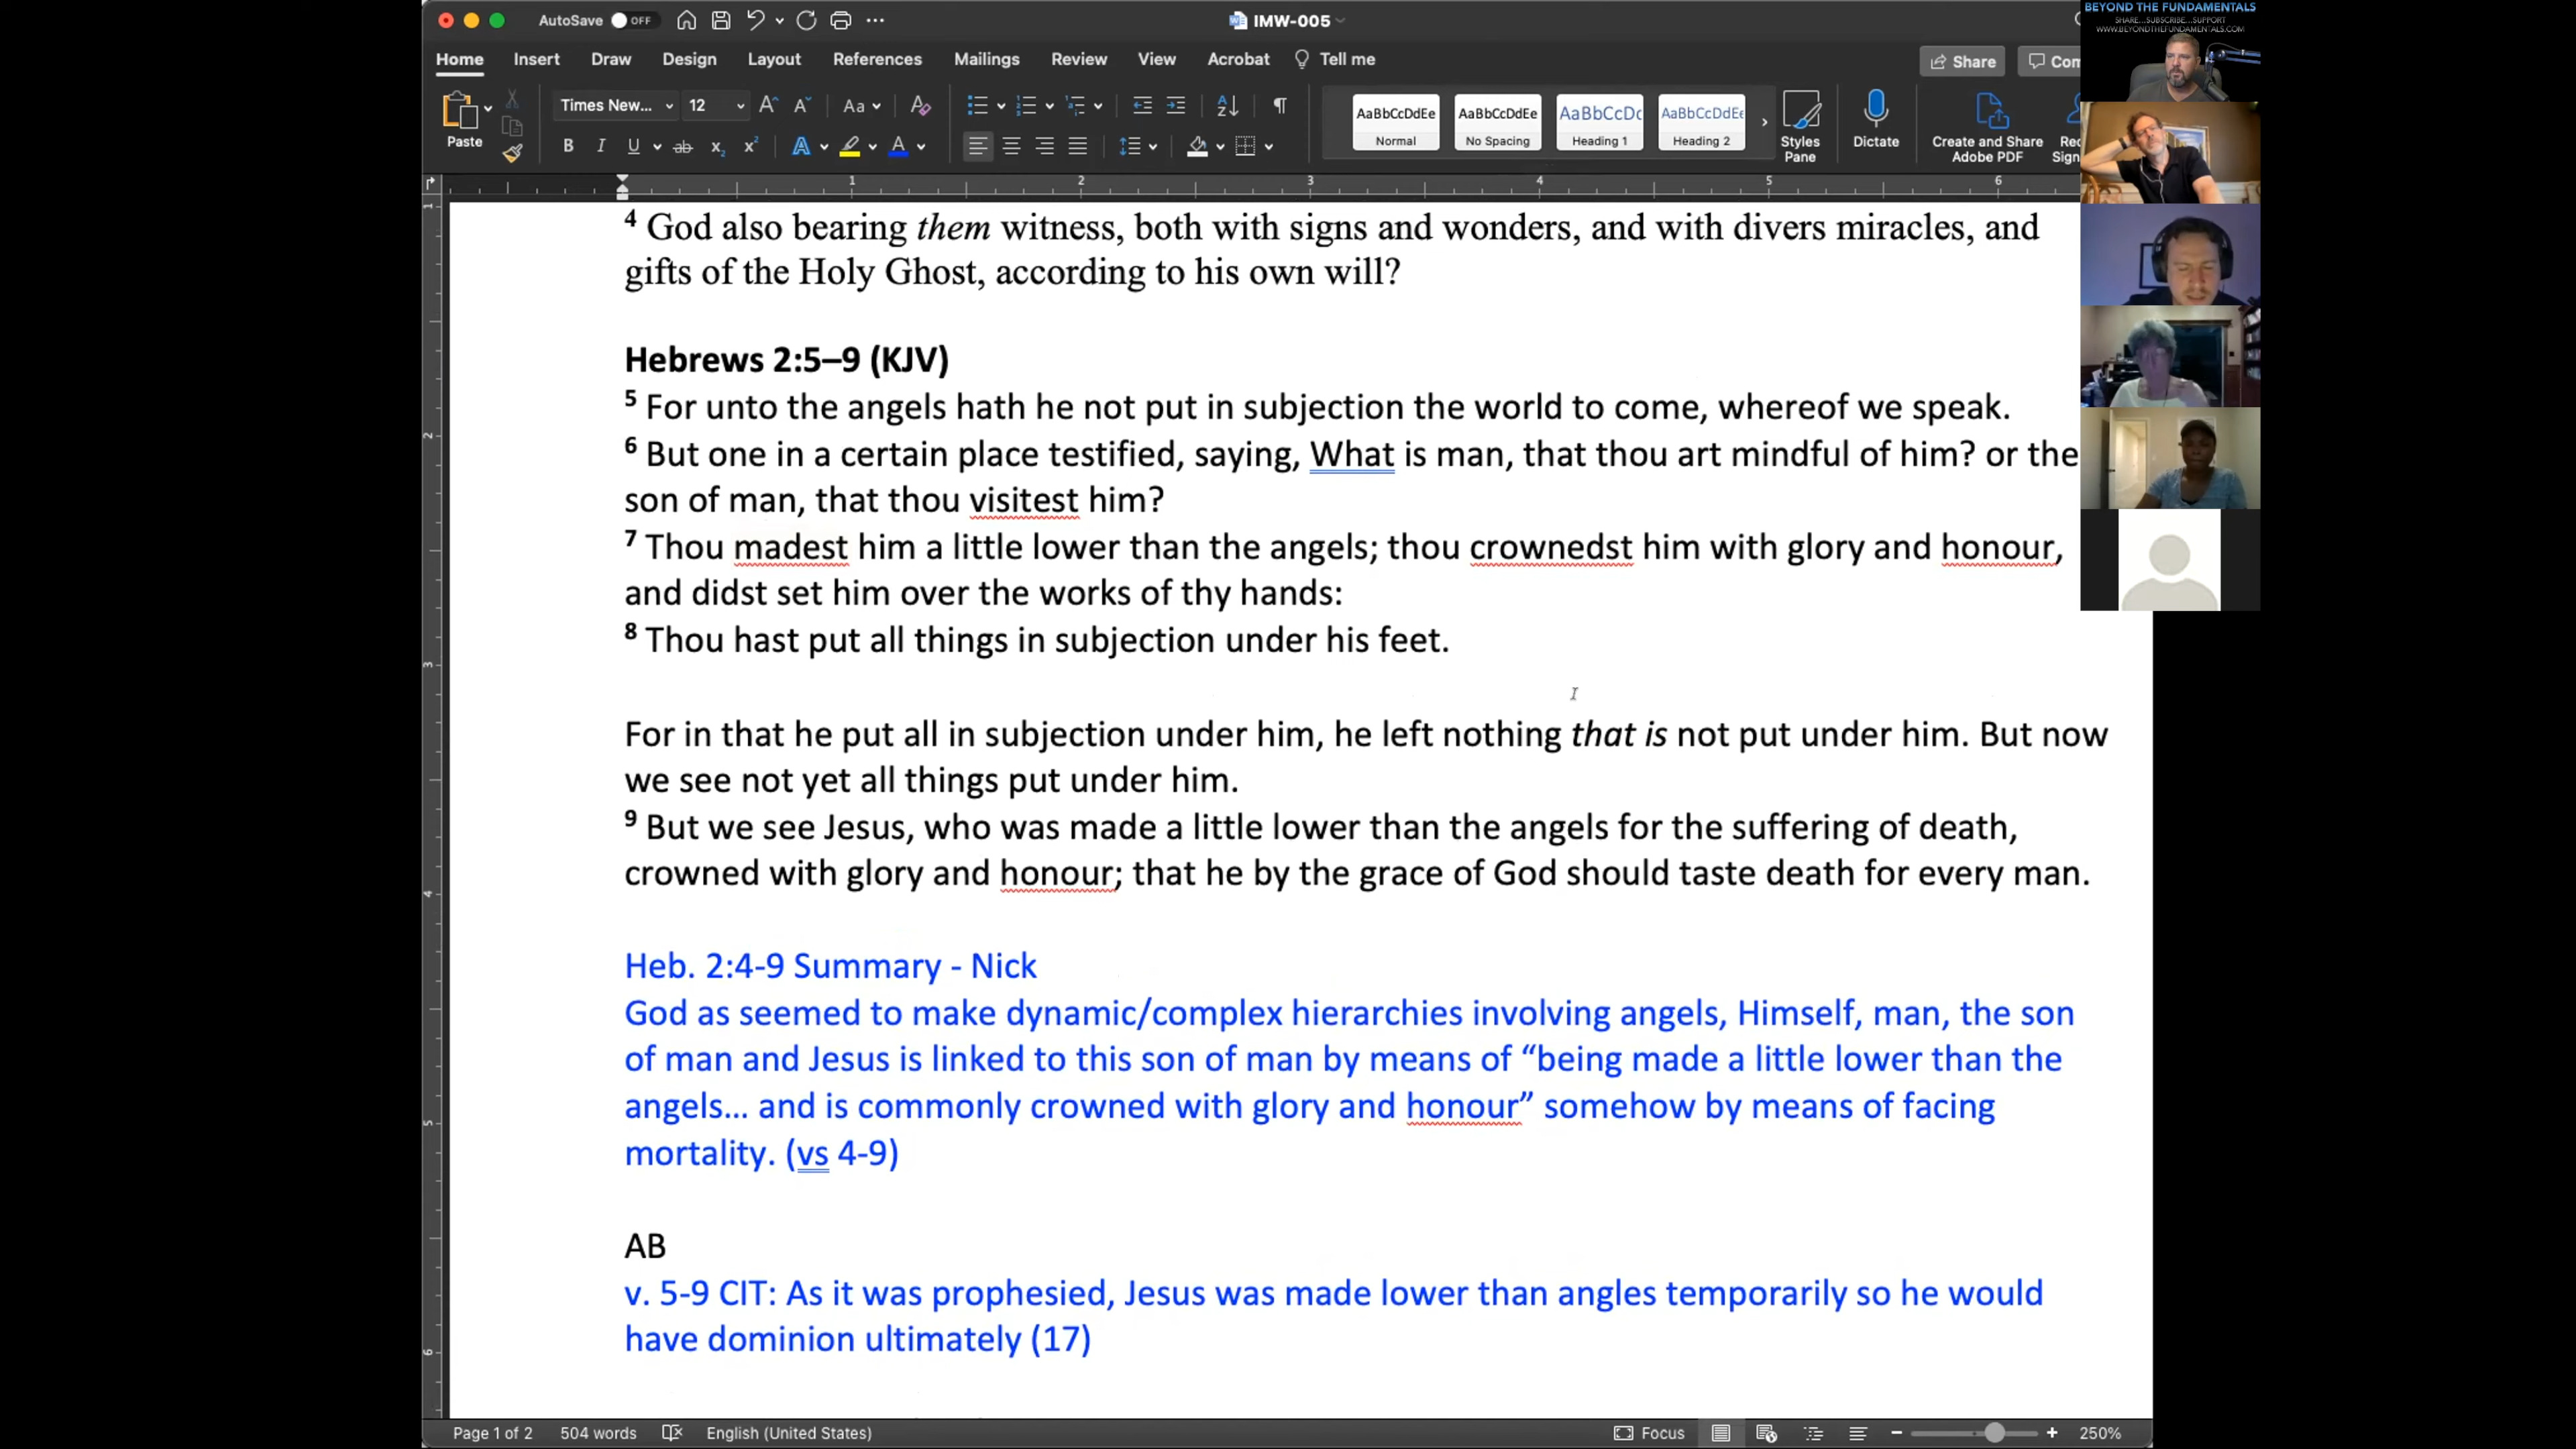 AutoSave OFF
IMW-005
BEYOND THE FUNDAMENTALS
SHARE...SUBSCRIBE...SUPPORT
WWW.BEYONDTHEFUNDAMENTALS.COM
Home Insert Draw Design Layout References Mailings Review View Acrobat Tell me Share Com
Times New... 12 Aa
AaBbCcDdEe AaBbCcDdEe AaBbCcDc AaBbCcDdEe
Paste
Normal No Spacing Heading 1 Heading 2
Styles Pane
Dictate
Create and Share Adobe PDF
Req Sign
1 2 3 4 5 6
4 God also bearing them witness, both with signs and wonders, and with divers miracles, and
gifts of the Holy Ghost, according to his own will?
Hebrews 2:5–9 (KJV)
5 For unto the angels hath he not put in subjection the world to come, whereof we speak.
6 But one in a certain place testified, saying, What is man, that thou art mindful of him? or the
son of man, that thou visitest him?
7 Thou madest him a little lower than the angels; thou crownedst him with glory and honour,
and didst set him over the works of thy hands:
8 Thou hast put all things in subjection under his feet.
For in that he put all in subjection under him, he left nothing that is not put under him. But now
we see not yet all things put under him.
9 But we see Jesus, who was made a little lower than the angels for the suffering of death,
crowned with glory and honour; that he by the grace of God should taste death for every man.
Heb. 2:4-9 Summary - Nick
God as seemed to make dynamic/complex hierarchies involving angels, Himself, man, the son
of man and Jesus is linked to this son of man by means of “being made a little lower than the
angels... and is commonly crowned with glory and honour” somehow by means of facing
mortality. (vs 4-9)
AB
v. 5-9 CIT: As it was prophesied, Jesus was made lower than angles temporarily so he would
have dominion ultimately (17)
Page 1 of 2 504 words English (United States) Focus 250%